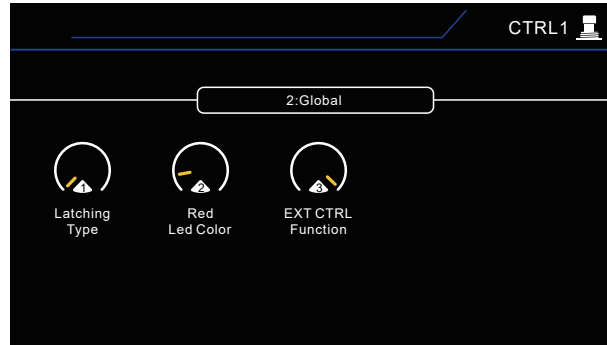 CTRL1
2:Global
1
2
3
Latching
Type
Red
Led Color
EXT CTRL
Function